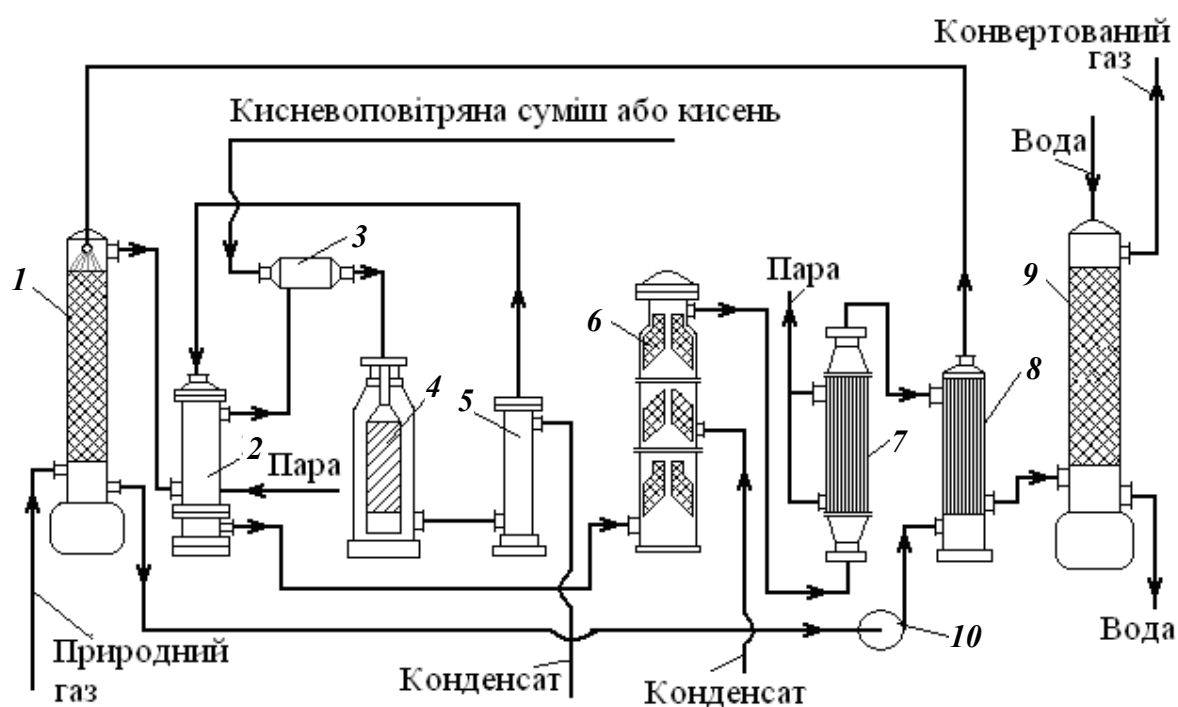 Конвертований
газ
Кисневоповітряна суміш або кисень
Вода
3
Пара
1
9
6
4
5
8
2
Пара
7
10
Природний
газ
Конденсат
Конденсат
Вода